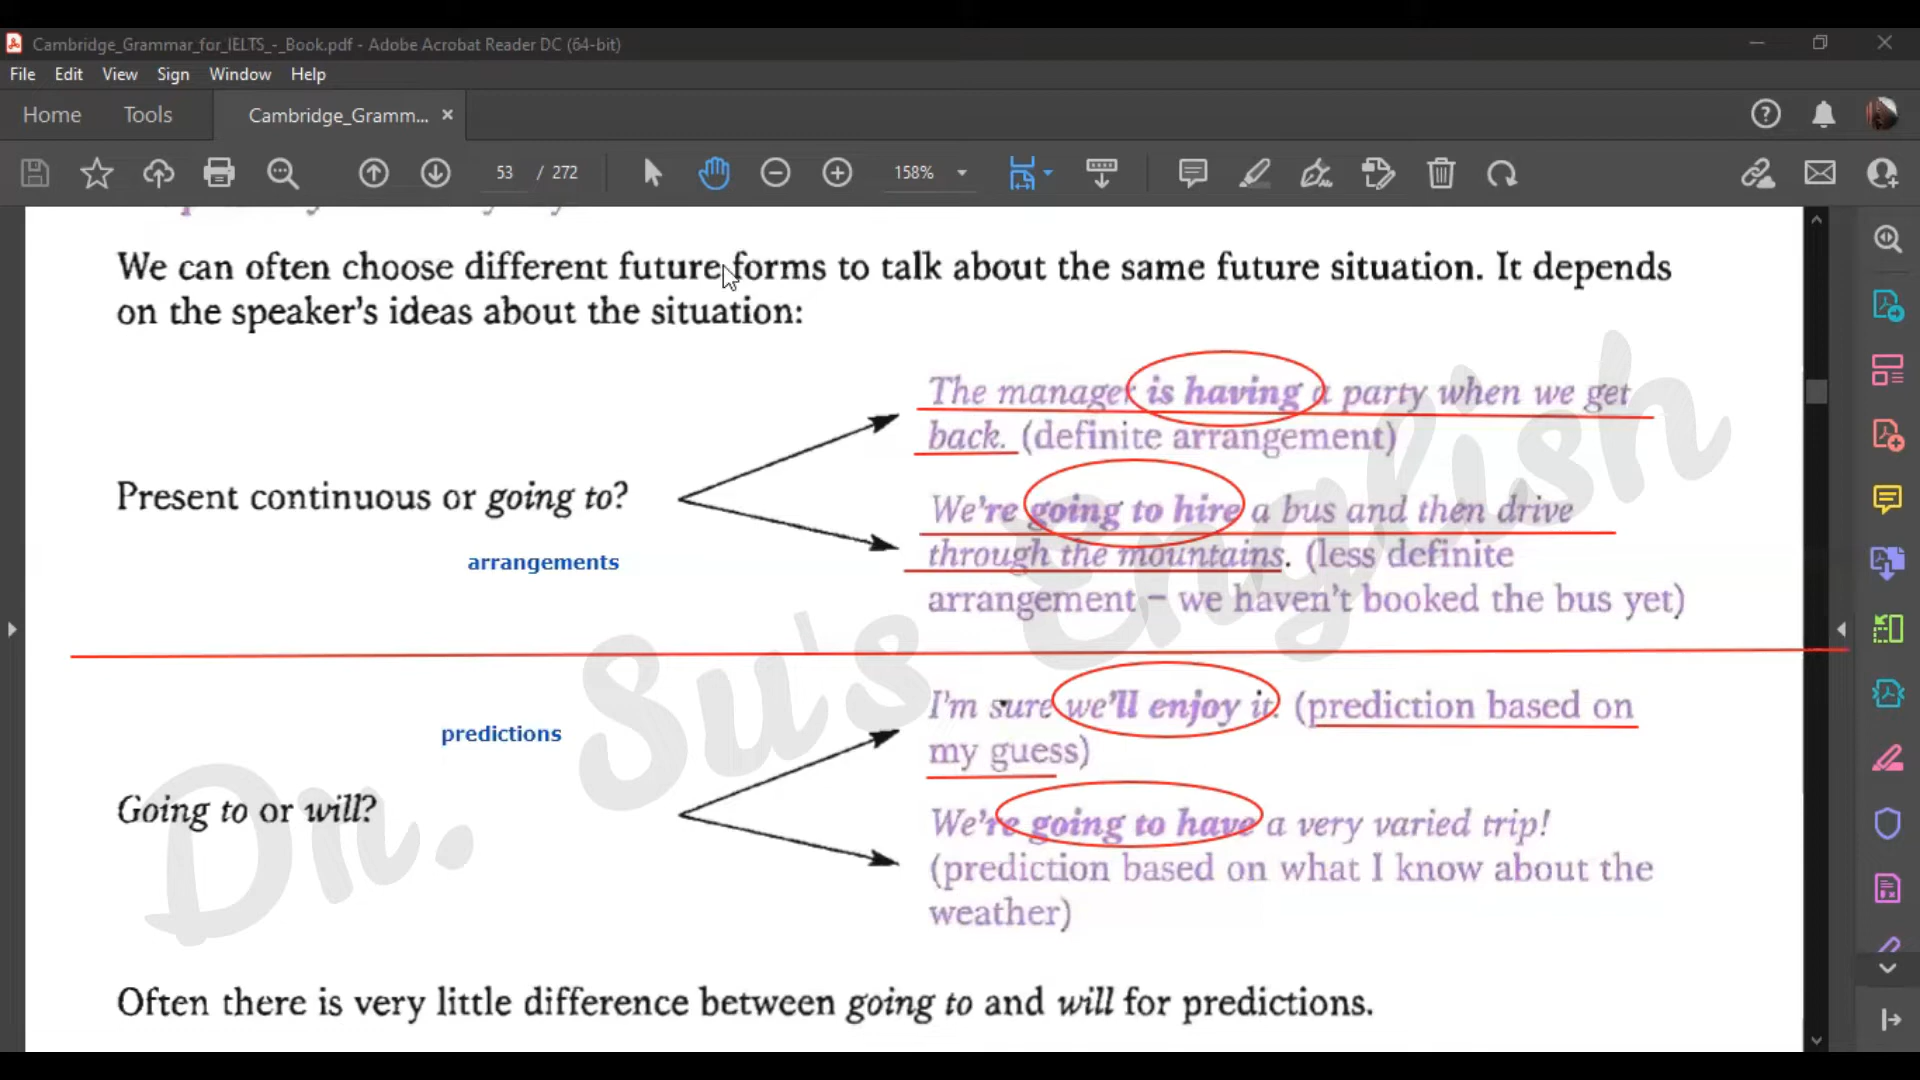 Cambridge_Grammar_for_IELTS_-_Book.pdf - Adobe Acrobat Reader DC (64-bit)
File Edit View Sign Window Help
Home Tools Cambridge_Gramm... ×
53 / 272 158%
We can often choose different future forms to talk about the same future situation. It depends
on the speaker's ideas about the situation:
The manager is having a party when we get
back. (definite arrangement)
Present continuous or going to?
We're going to hire a bus and then drive
through the mountains. (less definite
arrangement – we haven't booked the bus yet)
arrangements
predictions
I'm sure we'll enjoy it. (prediction based on
my guess)
Going to or will?
We're going to have a very varied trip!
(prediction based on what I know about the
weather)
Often there is very little difference between going to and will for predictions.
Dr. Su's English